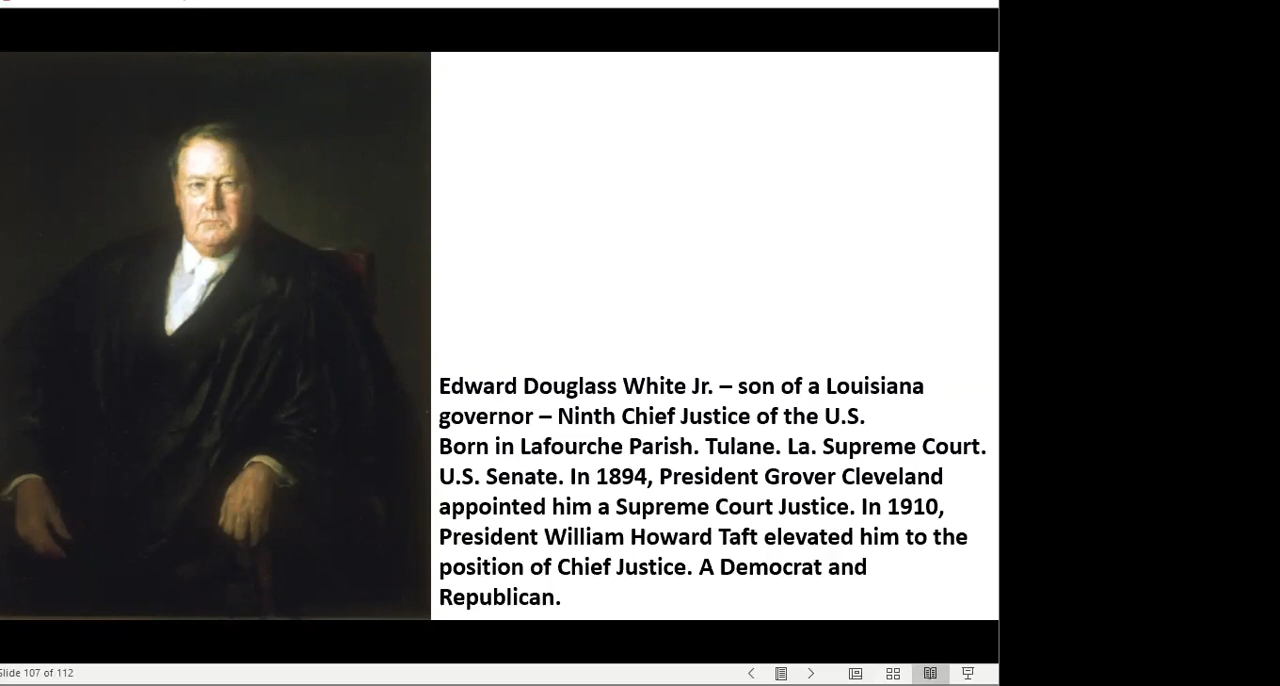 Edward Douglass White Jr. – son of a Louisiana
governor – Ninth Chief Justice of the U.S.
Born in Lafourche Parish. Tulane. La. Supreme Court.
U.S. Senate. In 1894, President Grover Cleveland
appointed him a Supreme Court Justice. In 1910,
President William Howard Taft elevated him to the
position of Chief Justice. A Democrat and
Republican.
Slide 107 of 112